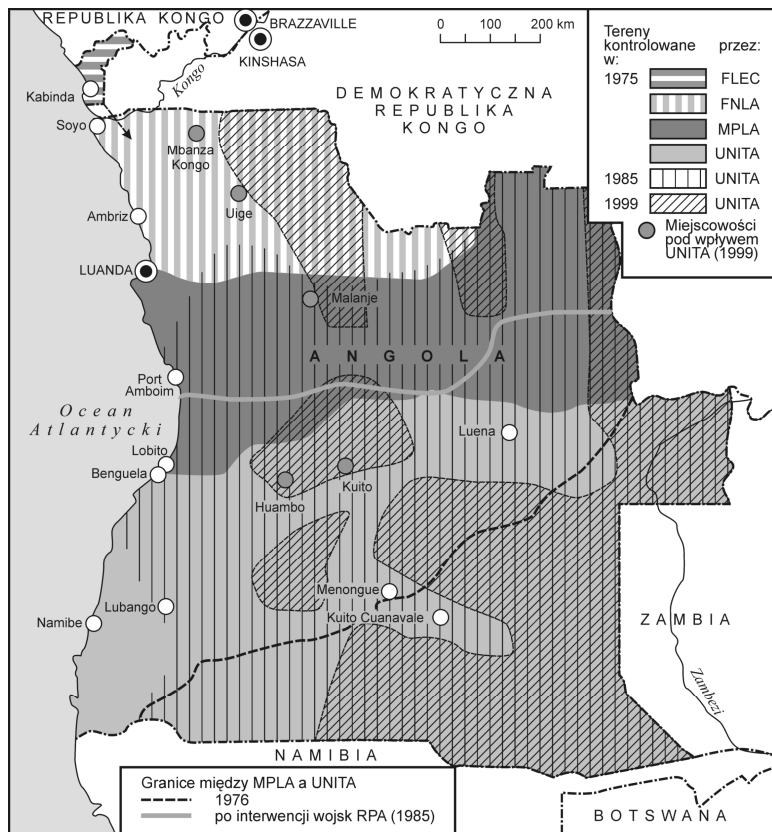 REPUBLIKA KONGO
BRAZZAVILLE
KINSHASA
Kongo
0 100 200 km
Tereny
kontrolowane
w:
przez:
1975
FLEC
FNLA
MPLA
UNITA
1985 UNITA
1999 UNITA
Miejscowości
pod wpływem
UNITA (1999)
Kabinda
DEMOKRATYCZNA
REPUBLIKA
KONGO
Soyo
Mbanza
Kongo
Uige
Ambriz
LUANDA
Malanje
ANGOLA
Port
Amboim
Ocean
Atlantycki
Lobito
Benguela
Luena
Kuito
Huambo
Menongue
Kuito Cuanavale
Lubango
Namibe
ZAMBIA
Zambezi
NAMIBIA
BOTSWANA
Granice między MPLA a UNITA
1976
po interwencji wojsk RPA (1985)